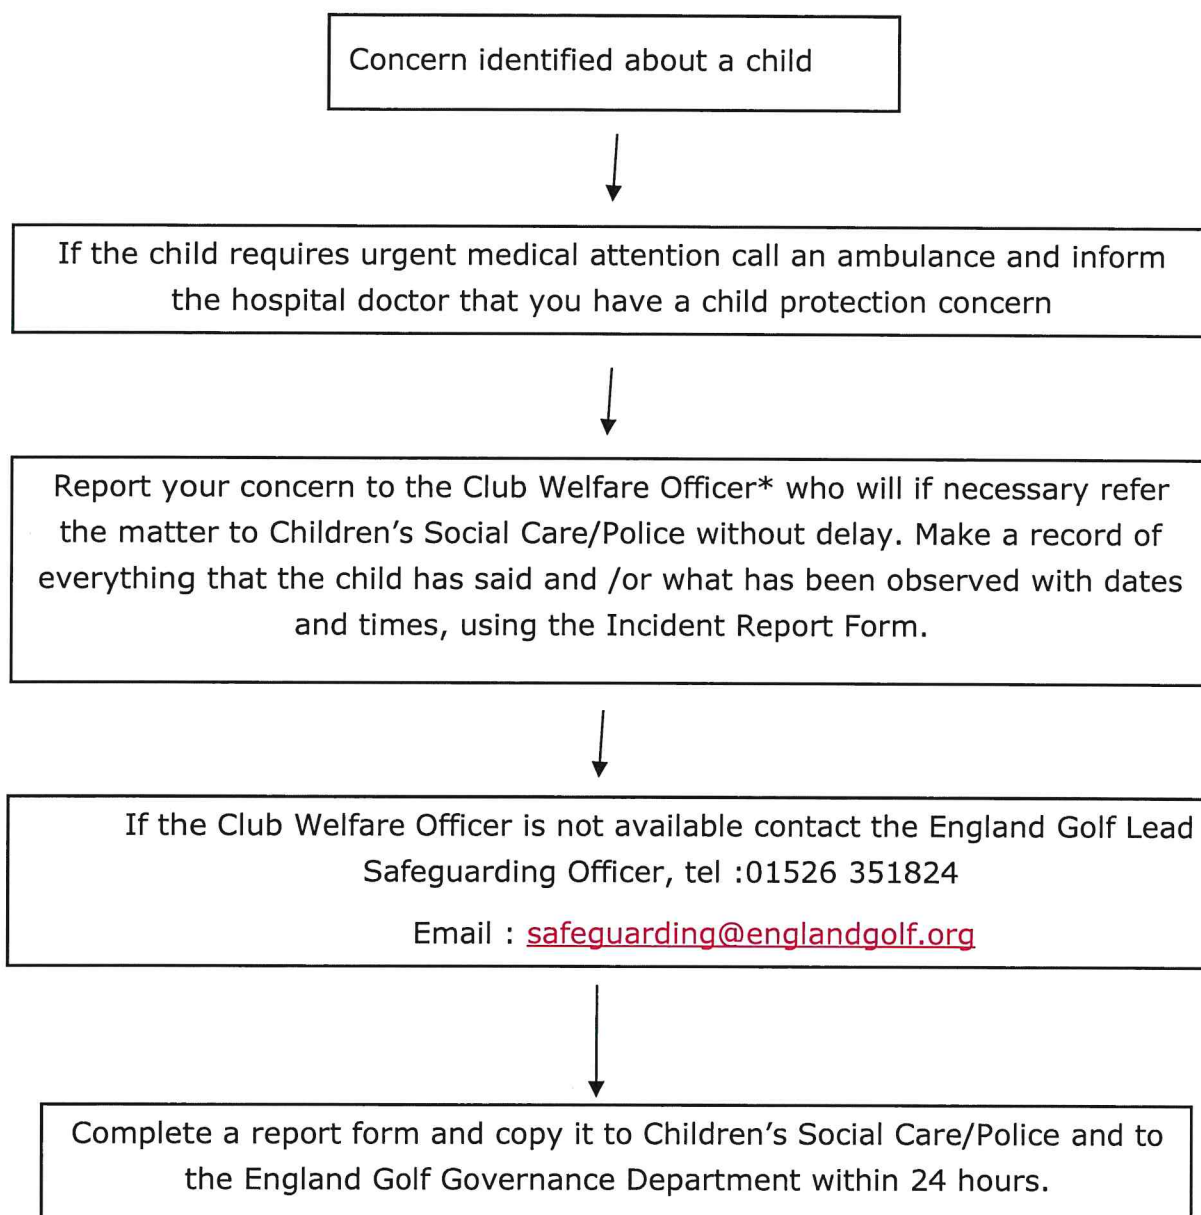 Concern identified about a child
If the child requires urgent medical attention call an ambulance and inform
the hospital doctor that you have a child protection concern
Report your concern to the Club Welfare Officer* who will if necessary refer
the matter to Children's Social Care/Police without delay. Make a record of
everything that the child has said and /or what has been observed with dates
and times, using the Incident Report Form.
If the Club Welfare Officer is not available contact the England Golf Lead
Safeguarding Officer, tel :01526 351824
Email : safeguarding@englandgolf.org
Complete a report form and copy it to Children's Social Care/Police and to
the England Golf Governance Department within 24 hours.